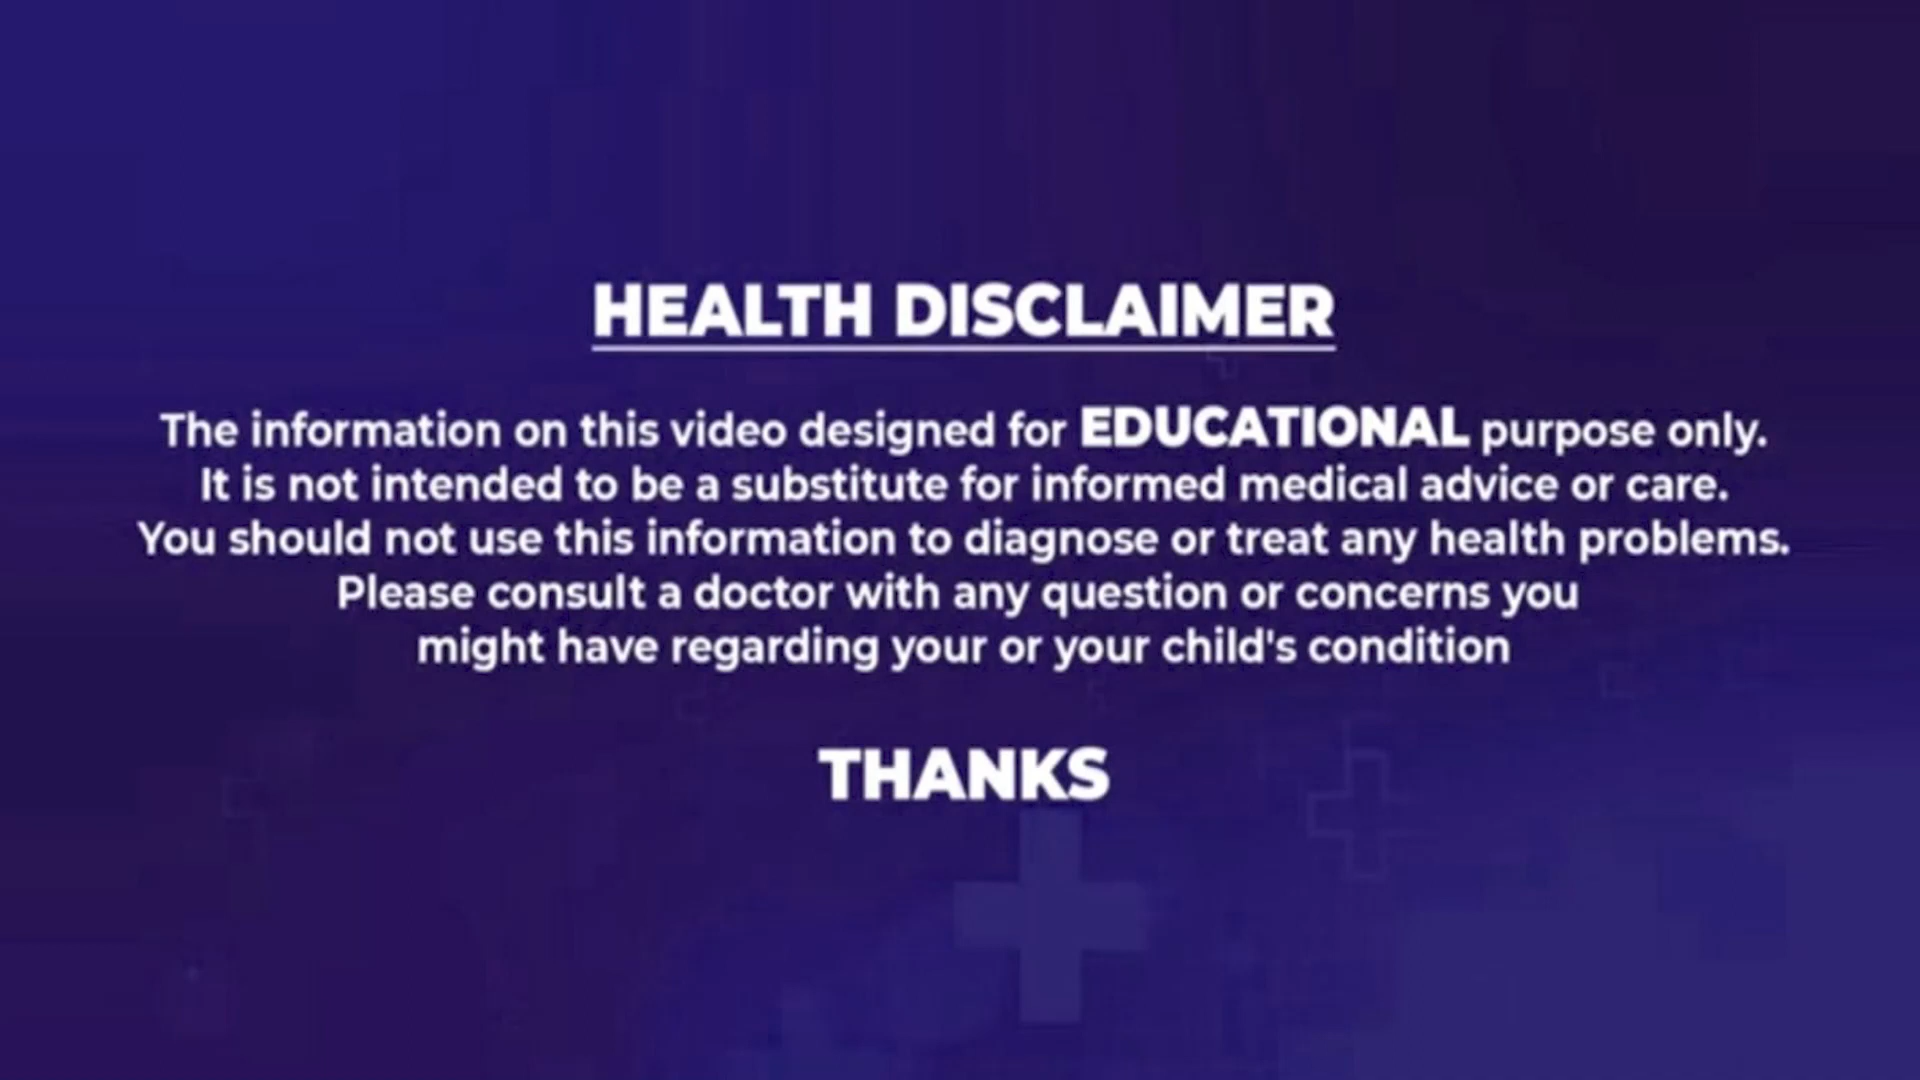 HEALTH DISCLAIMER
The information on this video designed for EDUCATIONAL purpose only.
It is not intended to be a substitute for informed medical advice or care.
You should not use this information to diagnose or treat any health problems.
Please consult a doctor with any question or concerns you
might have regarding your or your child's condition
THANKS